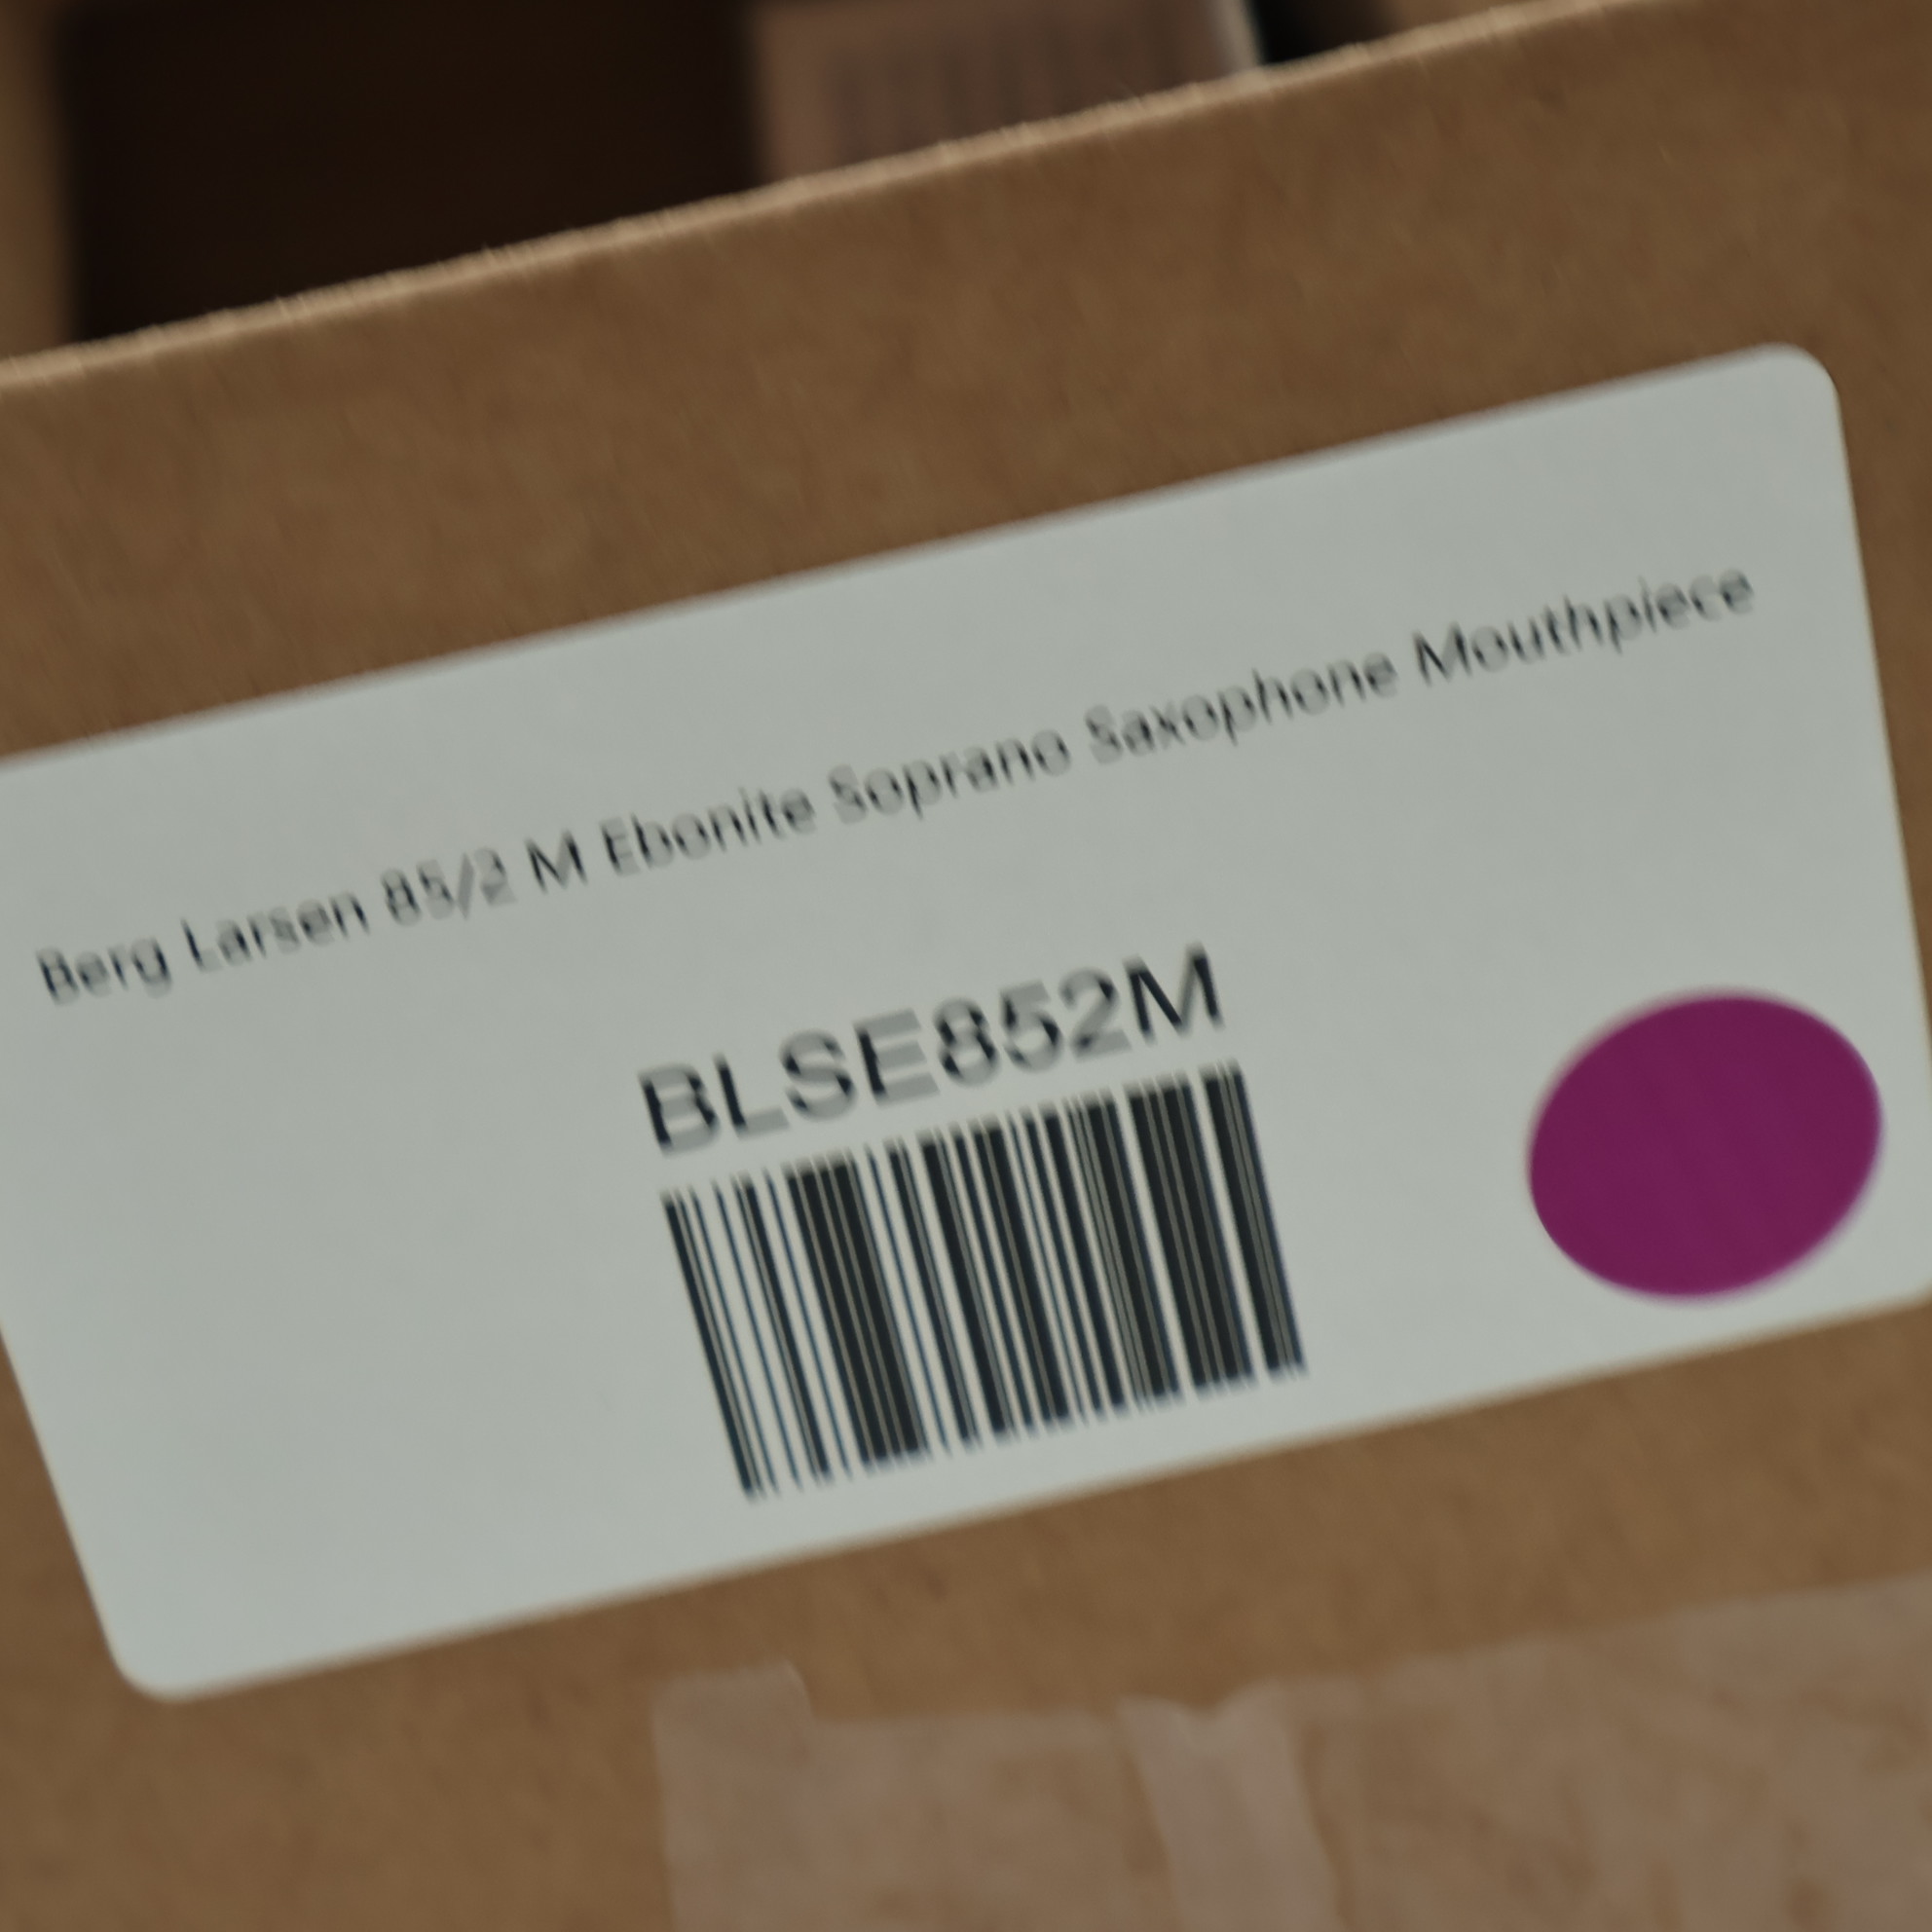 Berg Larsen 85/2 M Ebonite Soprano Saxophone Mouthpiece
BLSE852M